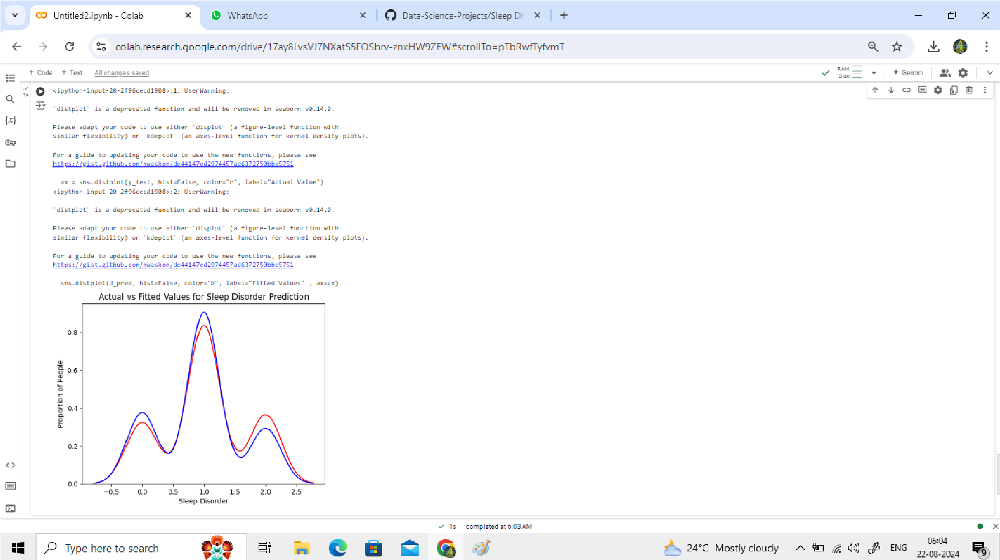 Untitled2.ipynb - Colab
WhatsApp
Data-Science-Projects/Sleep Di
colab.research.google.com/drive/17ay8LvsVJ7NXatS5FOSbrv-znxHW9ZEW#scrollTo=pTbRwfTyfvmT
+ Code + Text All changes saved
RAM
Disk
Gemini
1s
<ipython-input-20-2f96cecd1908>:1: UserWarning:
`distplot` is a deprecated function and will be removed in seaborn v0.14.0.
Please adapt your code to use either `displot` (a figure-level function with
similar flexibility) or `kdeplot` (an axes-level function for kernel density plots).
For a guide to updating your code to use the new functions, please see
https://gist.github.com/mwaskom/de44147ed2974457ad6372750bbe5751
ax = sns.distplot(y_test, hist=False, color="r", label="Actual Value")
<ipython-input-20-2f96cecd1908>:2: UserWarning:
`distplot` is a deprecated function and will be removed in seaborn v0.14.0.
Please adapt your code to use either `displot` (a figure-level function with
similar flexibility) or `kdeplot` (an axes-level function for kernel density plots).
For a guide to updating your code to use the new functions, please see
https://gist.github.com/mwaskom/de44147ed2974457ad6372750bbe5751
sns.distplot(d_pred, hist=False, color="b", label="Fitted Values" , ax=ax)
Actual vs Fitted Values for Sleep Disorder Prediction
0.8
0.6
0.4
0.2
0.0
Proportion of People
−0.5 0.0 0.5 1.0 1.5 2.0 2.5
Sleep Disorder
{x}
1s completed at 6:03 AM
Type here to search
24°C Mostly cloudy
ENG
06:04
22-08-2024
9